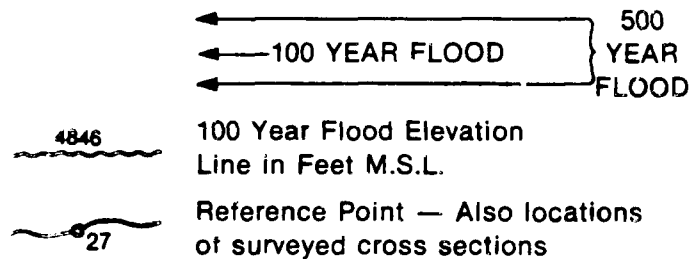 500
100 YEAR FLOOD YEAR
FLOOD
4846 100 Year Flood Elevation
Line in Feet M.S.L.
Reference Point — Also locations
27 of surveyed cross sections